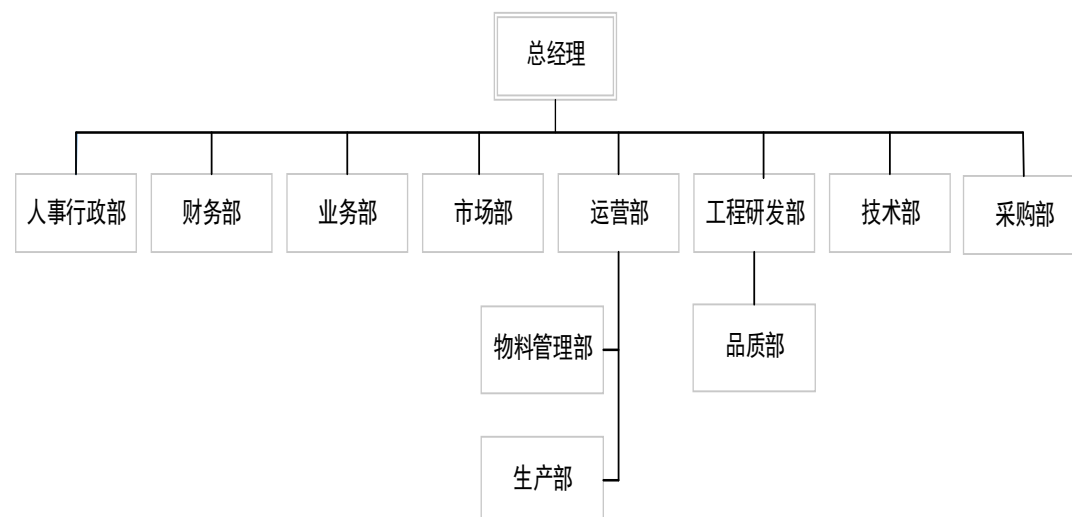 总经理
人事行政部
财务部
业务部
市场部
运营部
工程研发部
技术部
采购部
物料管理部
品质部
生产部